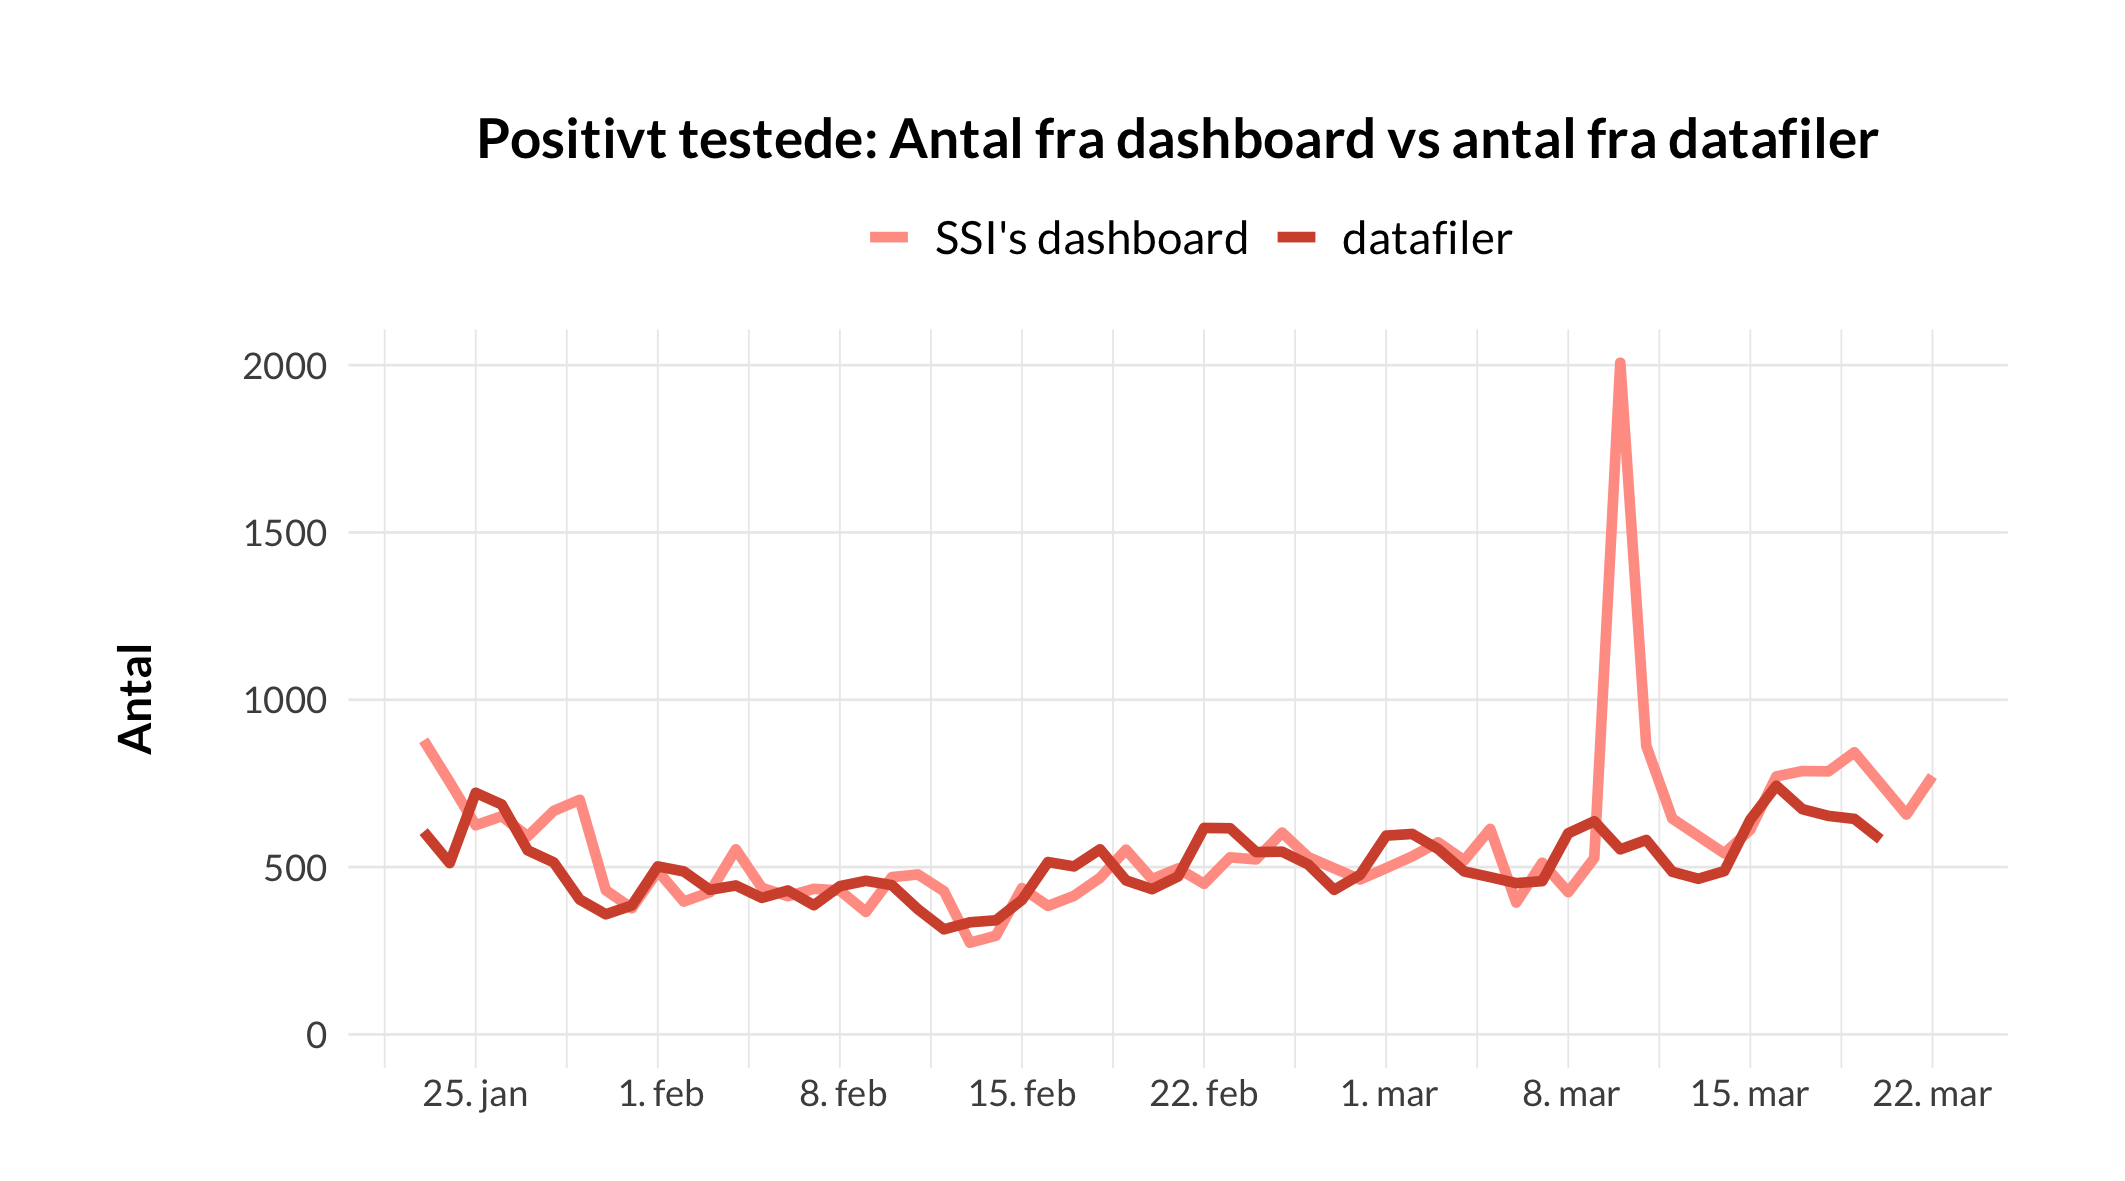 Positivt testede: Antal fra dashboard vs antal fra datafiler
SSI's dashboard datafiler
Antal
2000
1500
1000
500
0
25. jan 1. feb 8. feb 15. feb 22. feb 1. mar 8. mar 15. mar 22. mar